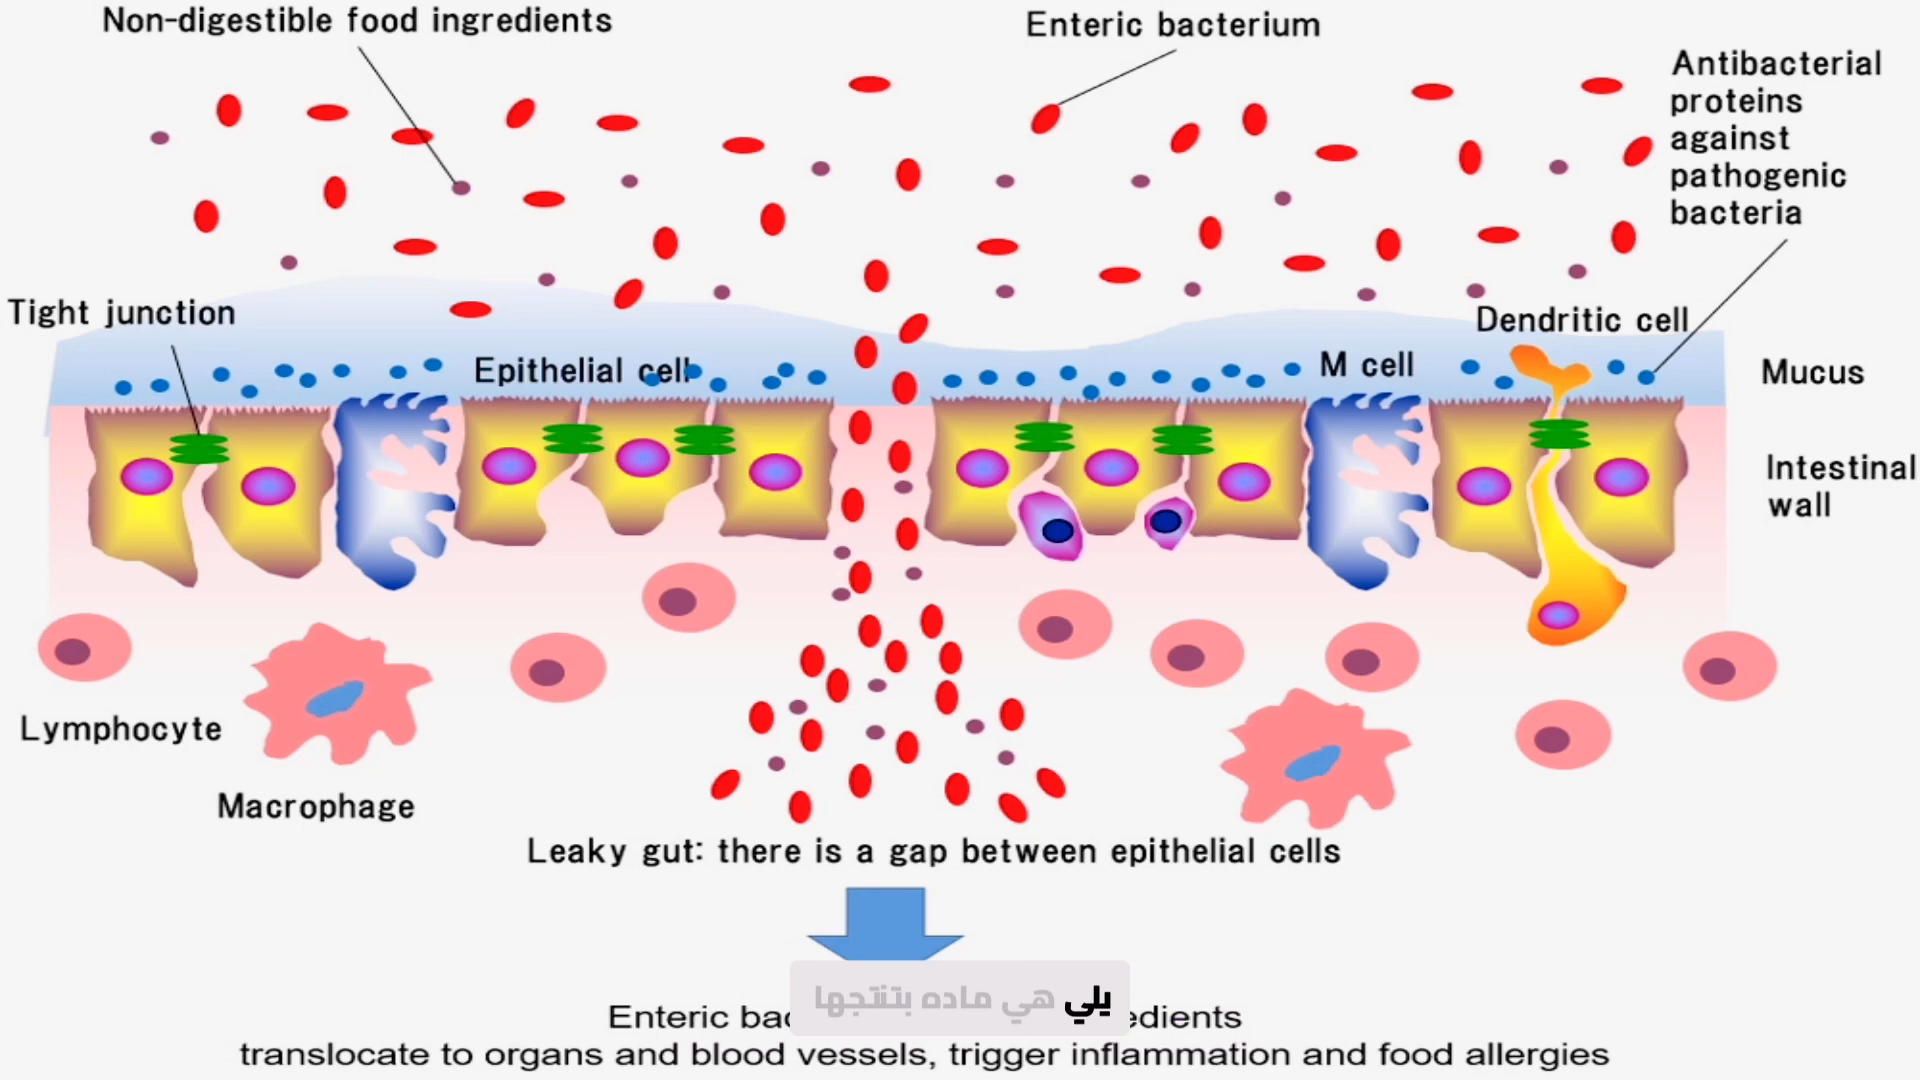 Non-digestible food ingredients
Enteric bacterium
Antibacterial
proteins
against
pathogenic
bacteria
Tight junction
Epithelial cell
M cell
Dendritic cell
Mucus
Intestinal
wall
Lymphocyte
Macrophage
Leaky gut: there is a gap between epithelial cells
يلي هي ماده بتنتجها
Enteric
translocate to organs and blood vessels, trigger inflammation and food allergies